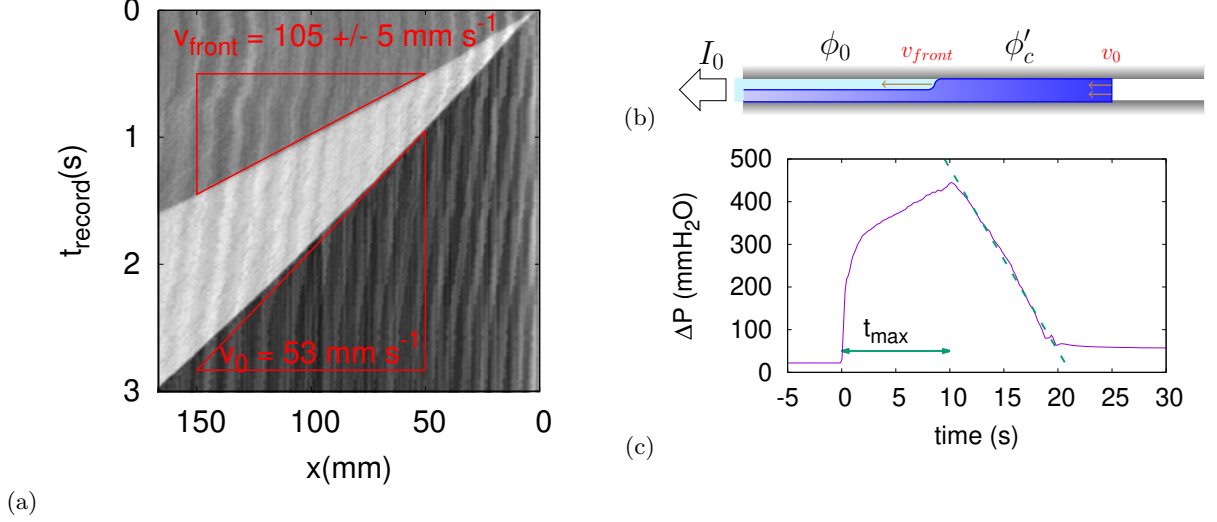 0
1
2
3
t_record(s)
v_front = 105 +/- 5 mm s^-1
v_0 = 53 mm s^-1
150
100
50
0
x(mm)
(a)
I_0
ϕ_0
v_front
ϕ'_c
v_0
(b)
500
400
300
200
100
0
ΔP (mmH_2O)
t_max
-5
0
5
10
15
20
25
30
time (s)
(c)